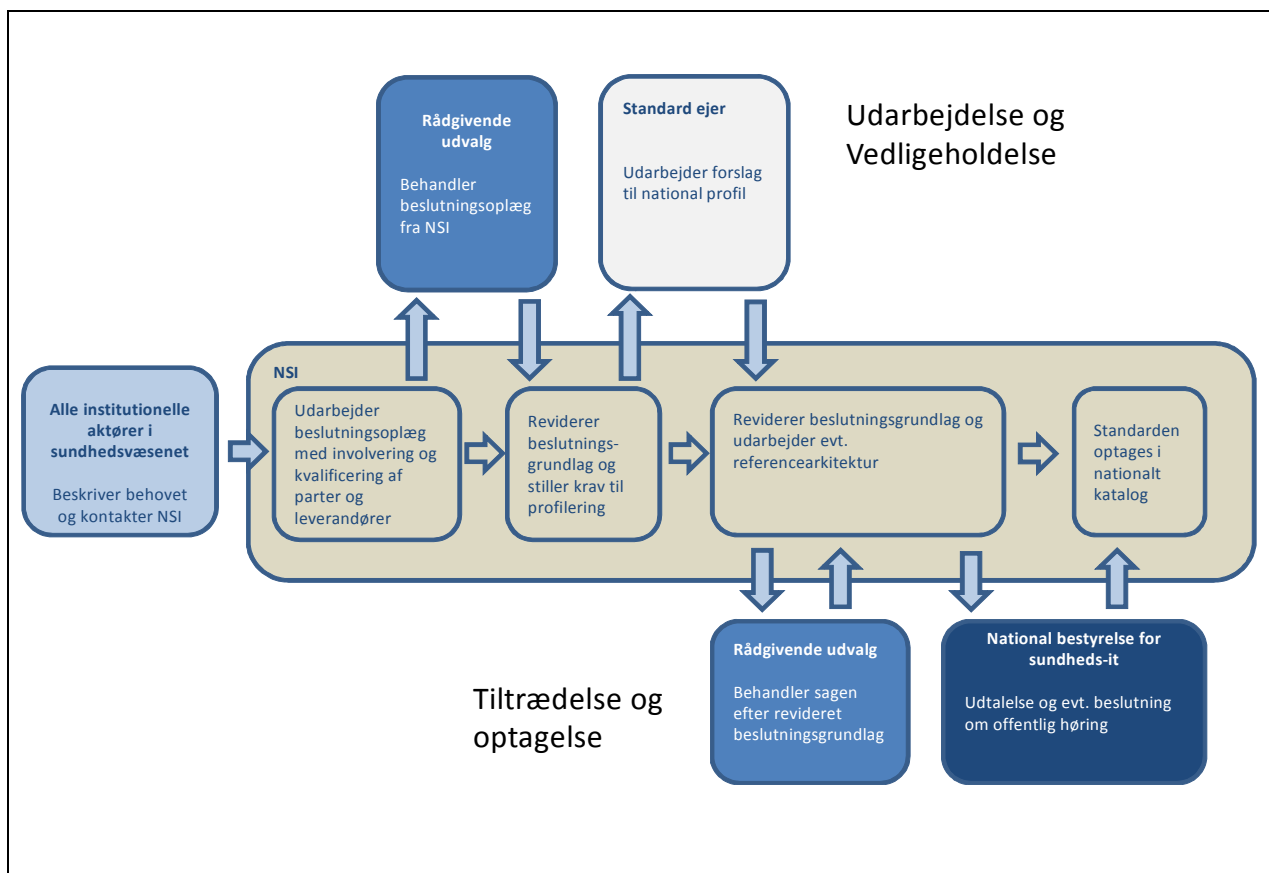 Rådgivende
udvalg
Behandler
beslutningsoplæg
fra NSI
Standard ejer
Udarbejder forslag
til national profil
Udarbejdelse og
Vedligeholdelse
Alle institutionelle
aktører i
sundhedsvæsenet
Beskriver behovet
og kontakter NSI
NSI
Udarbejder
beslutningsoplæg
med involvering og
kvalificering af
parter og
leverandører
Reviderer
beslutnings-
grundlag og
stiller krav til
profilering
Reviderer beslutningsgrundlag og
udarbejder evt.
referencearkitektur
Standarden
optages i
nationalt
katalog
Tiltrædelse og
optagelse
Rådgivende udvalg
Behandler sagen
efter revideret
beslutningsgrundlag
National bestyrelse for
sundheds-it
Udtalelse og evt. beslutning
om offentlig høring